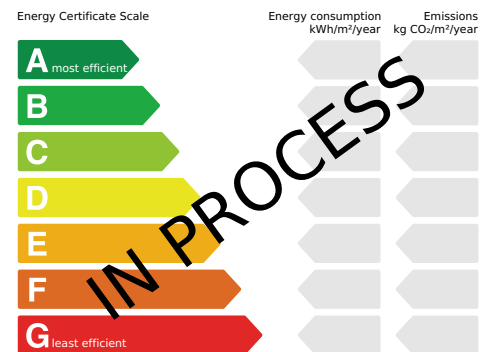 Energy Certificate Scale
Energy consumption
kWh/m²/year
Emissions
kg CO₂/m²/year
A most efficient
B
C
D
E
F
G least efficient
IN PROCESS